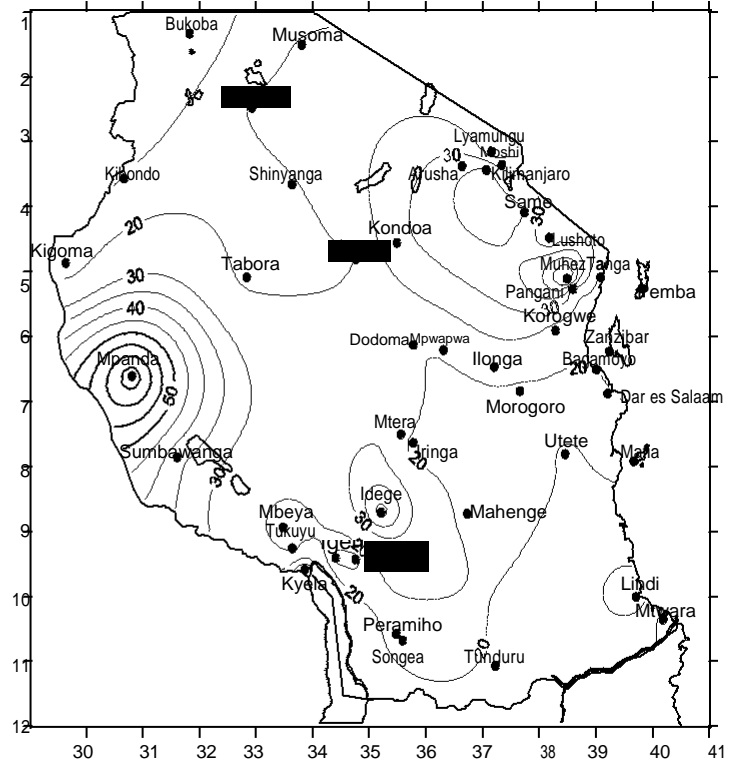 1
Bukoba
Musoma
2
3
Lyamungu
30
Moshi
Kibondo
Shinyanga
Arusha
Kilimanjaro
Same
4
20
30
Kondoa
Lushoto
Kigoma
Tabora
Muhez Tanga
5
30
Pangani
Pemba
30
40
Korogwe
6
Dodoma
Mpwapwa
Zanzibar
Mpanda
Ilonga
20
Bagamoyo
50
7
Morogoro
Dar es Salaam
Mtera
Utete
Iringa
Sumbawanga
20
Mafia
8
30
Idege
Mbeya
30
Mahenge
9
Tukuyu
Kyela
20
Lindi
10
Mtwara
Peramiho
Songea
20
Tunduru
11
12
30 31 32 33 34 35 36 37 38 39 40 41